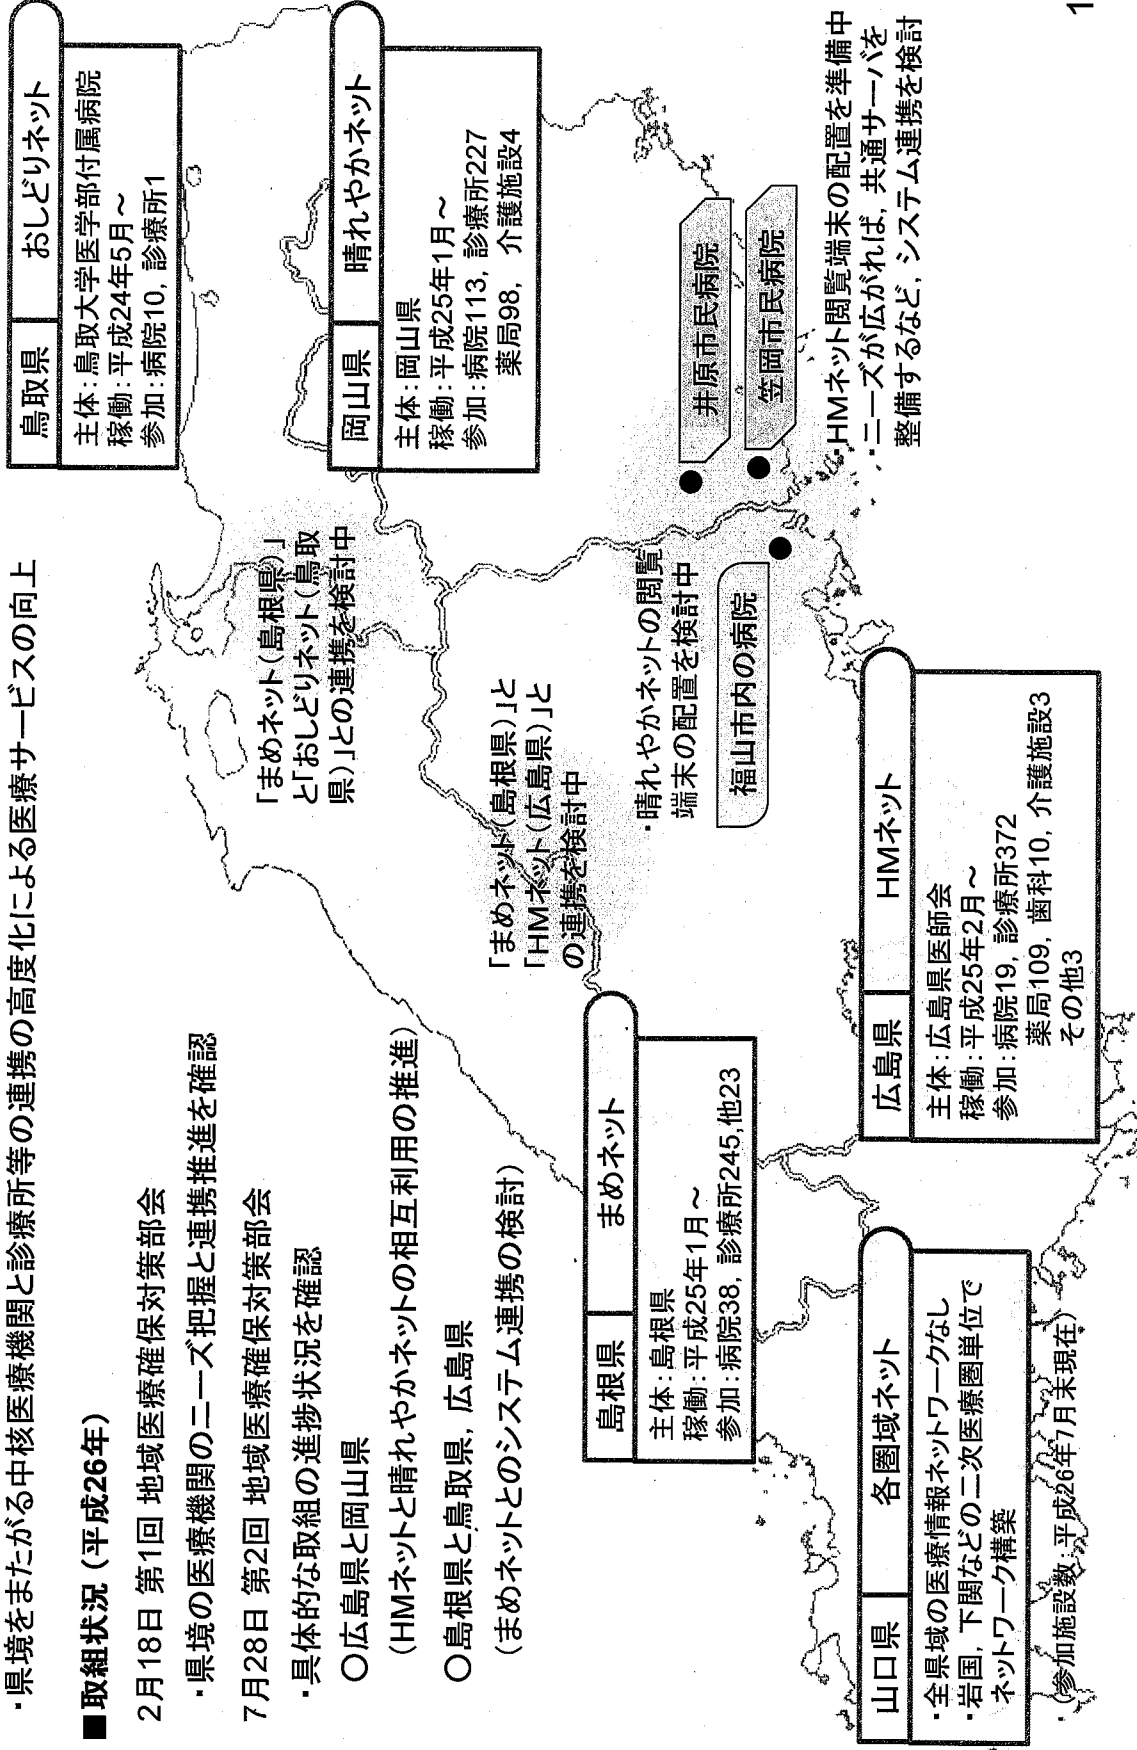 ・県境をまたがる中核医療機関と診療所等の連携の高度化による医療サービスの向上
■取組状況（平成26年）
2月18日 第1回 地域医療確保対策部会
・県境の医療機関のニーズ把握と連携推進を確認
7月28日 第2回 地域医療確保対策部会
・具体的な取組の進捗状況を確認
〇広島県と岡山県
（HMネットと晴れやかネットの相互利用の推進）
〇島根県と鳥取県，広島県
（まめネットとのシステム連携の検討）
鳥取県
おしどりネット
主体：鳥取大学医学部付属病院
稼働：平成24年5月～
参加：病院10，診療所1
「まめネット（島根県）」
と「おしどりネット（鳥取
県）」との連携を検討中
岡山県
晴れやかネット
主体：岡山県
稼働：平成25年1月～
参加：病院113，診療所227
薬局98， 介護施設4
「まめネット（島根県）」と
「HMネット（広島県）」と
の連携を検討中
島根県
まめネット
主体：島根県
稼働：平成25年1月～
参加：病院38，診療所245，他23
・晴れやかネットの閲覧
端末の配置を検討中
福山市内の病院
井原市民病院
笠岡市民病院
・HMネット閲覧端末の配置を準備中
・ニーズが広がれば，共通サーバを
整備するなど，システム連携を検討
山口県
各圏域ネット
・全県域の医療情報ネットワークなし
・岩国，下関などの二次医療圏単位で
ネットワーク構築
広島県
HMネット
主体：広島県医師会
稼働：平成25年2月～
参加：病院19，診療所372
薬局109，歯科10，介護施設3
その他3
・（参加施設数：平成26年7月末現在）
1